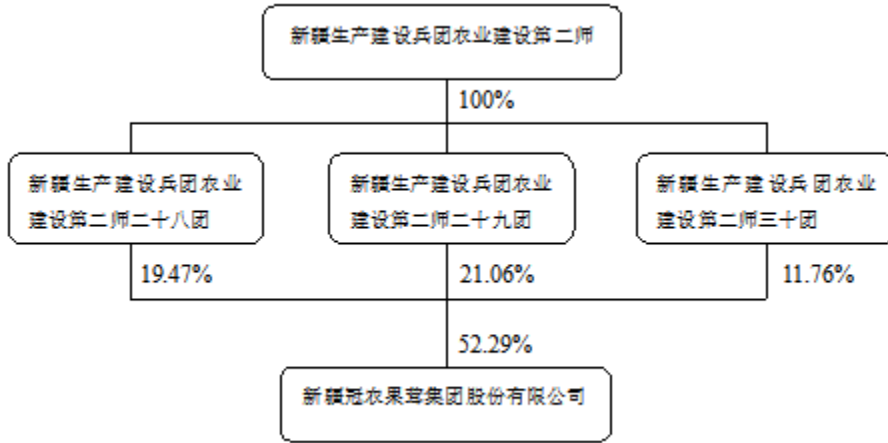 新疆生产建设兵团农业建设第二师
100%
新疆生产建设兵团农业
建设第二师二十八团
新疆生产建设兵团农业
建设第二师二十九团
新疆生产建设兵团农业
建设第二师三十团
19.47%
21.06%
11.76%
52.29%
新疆冠农果茸集团股份有限公司